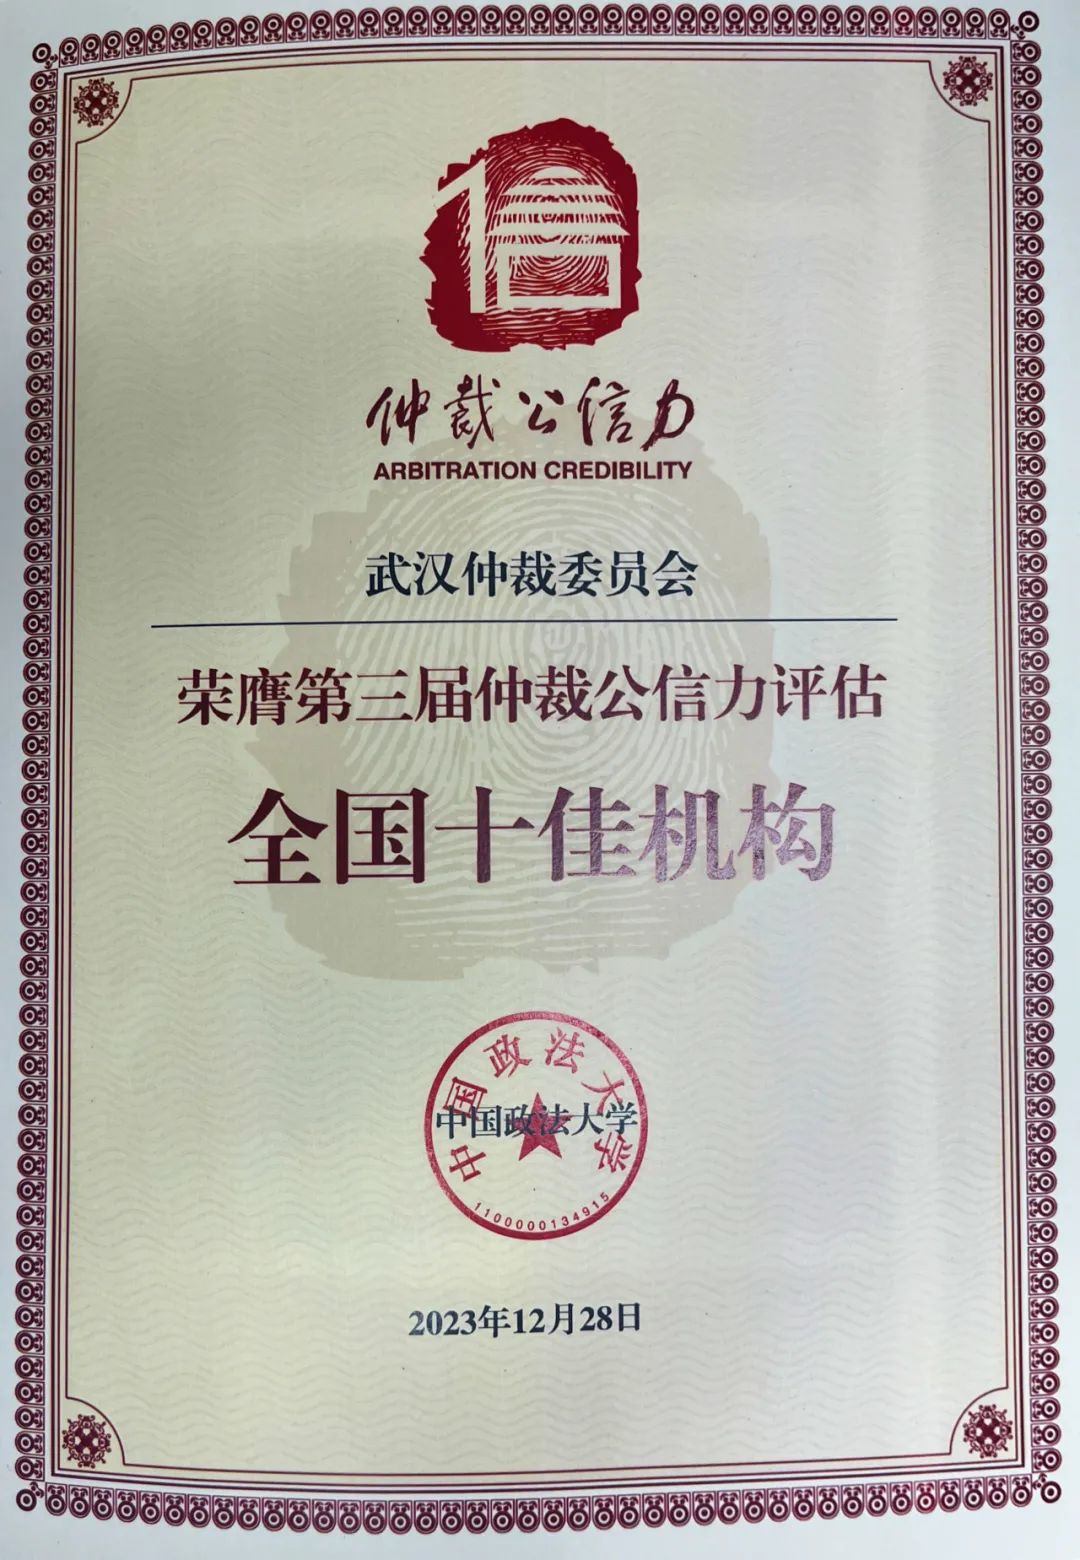 信
仲裁公信力
ARBITRATION CREDIBILITY
武汉仲裁委员会
荣膺第三届仲裁公信力评估
全国十佳机构
中国政法大学
中国政法大学
1100000134915
2023年12月28日